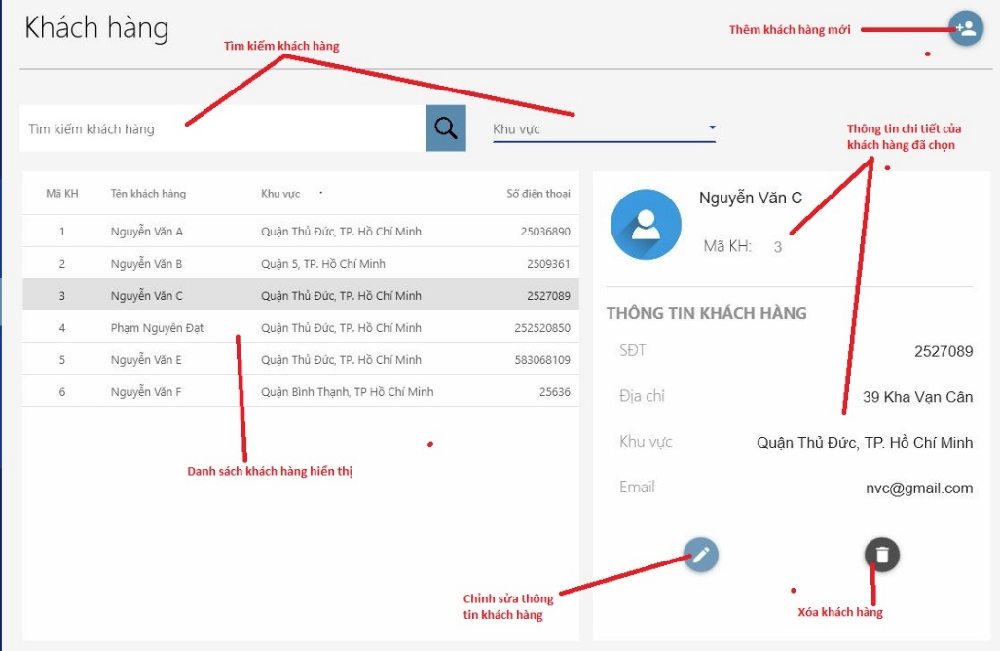 Khách hàng
Thêm khách hàng mới
Tìm kiếm khách hàng
Tìm kiếm khách hàng
Khu vực
Thông tin chi tiết của
khách hàng đã chọn
Mã KH Tên khách hàng Khu vực Số điện thoại
1 Nguyễn Văn A Quận Thủ Đức, TP. Hồ Chí Minh 25036890
2 Nguyễn Văn B Quận 5, TP. Hồ Chí Minh 2509361
3 Nguyễn Văn C Quận Thủ Đức, TP. Hồ Chí Minh 2527089
4 Phạm Nguyên Đạt Quận Thủ Đức, TP. Hồ Chí Minh 252520850
5 Nguyễn Văn E Quận Thủ Đức, TP. Hồ Chí Minh 583068109
6 Nguyễn Văn F Quận Bình Thạnh, TP Hồ Chí Minh 25636
Danh sách khách hàng hiển thị
Nguyễn Văn C
Mã KH: 3
THÔNG TIN KHÁCH HÀNG
SĐT 2527089
Địa chỉ 39 Kha Vạn Cân
Khu vực Quận Thủ Đức, TP. Hồ Chí Minh
Email nvc@gmail.com
Chỉnh sửa thông
tin khách hàng
Xóa khách hàng